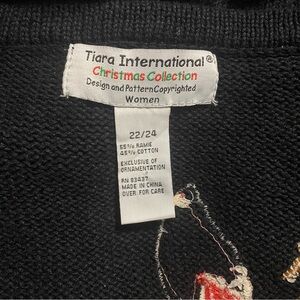 Tiara International®
Christmas Collection
Design and Pattern Copyrighted
Women
22/24
55% RAMIE
45% COTTON
EXCLUSIVE OF
ORNAMENTATION
RN 93437
MADE IN CHINA
OVER FOR CARE